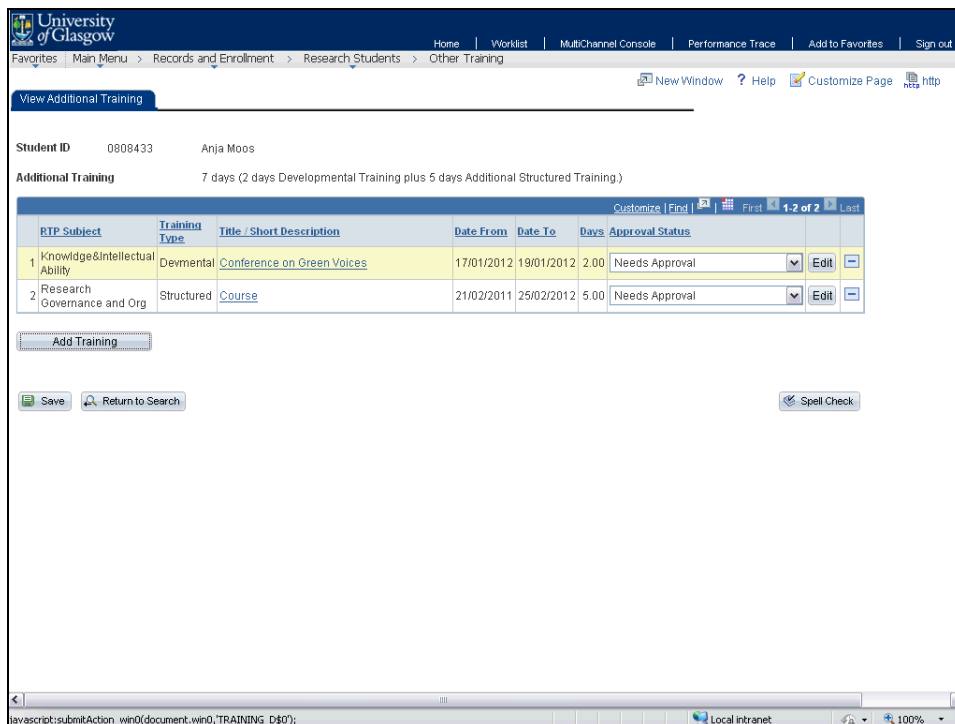 University
of Glasgow
Home | Worklist | MultiChannel Console | Performance Trace | Add to Favorites | Sign out
Favorites Main Menu > Records and Enrollment > Research Students > Other Training
New Window ? Help Customize Page http
View Additional Training
Student ID 0808433 Anja Moos
Additional Training 7 days (2 days Developmental Training plus 5 days Additional Structured Training.)
Customize | Find | First 1-2 of 2 Last
RTP Subject Training Type Title / Short Description Date From Date To Days Approval Status
1 Knowldge&Intellectual Ability Devmental Conference on Green Voices 17/01/2012 19/01/2012 2.00 Needs Approval Edit
2 Research Governance and Org Structured Course 21/02/2011 25/02/2012 5.00 Needs Approval Edit
Add Training
Save Return to Search Spell Check
javascript:submitAction_win0(document.win0,'TRAINING_D$0'); Local intranet 100%